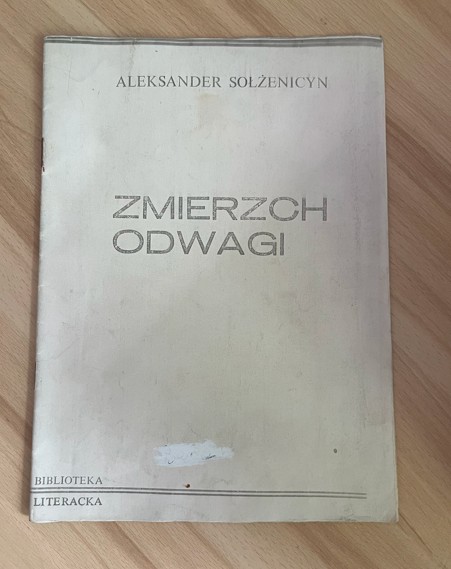 ALEKSANDER SOŁŻENICYN
ZMIERZCH
ODWAGI
BIBLIOTEKA
LITERACKA